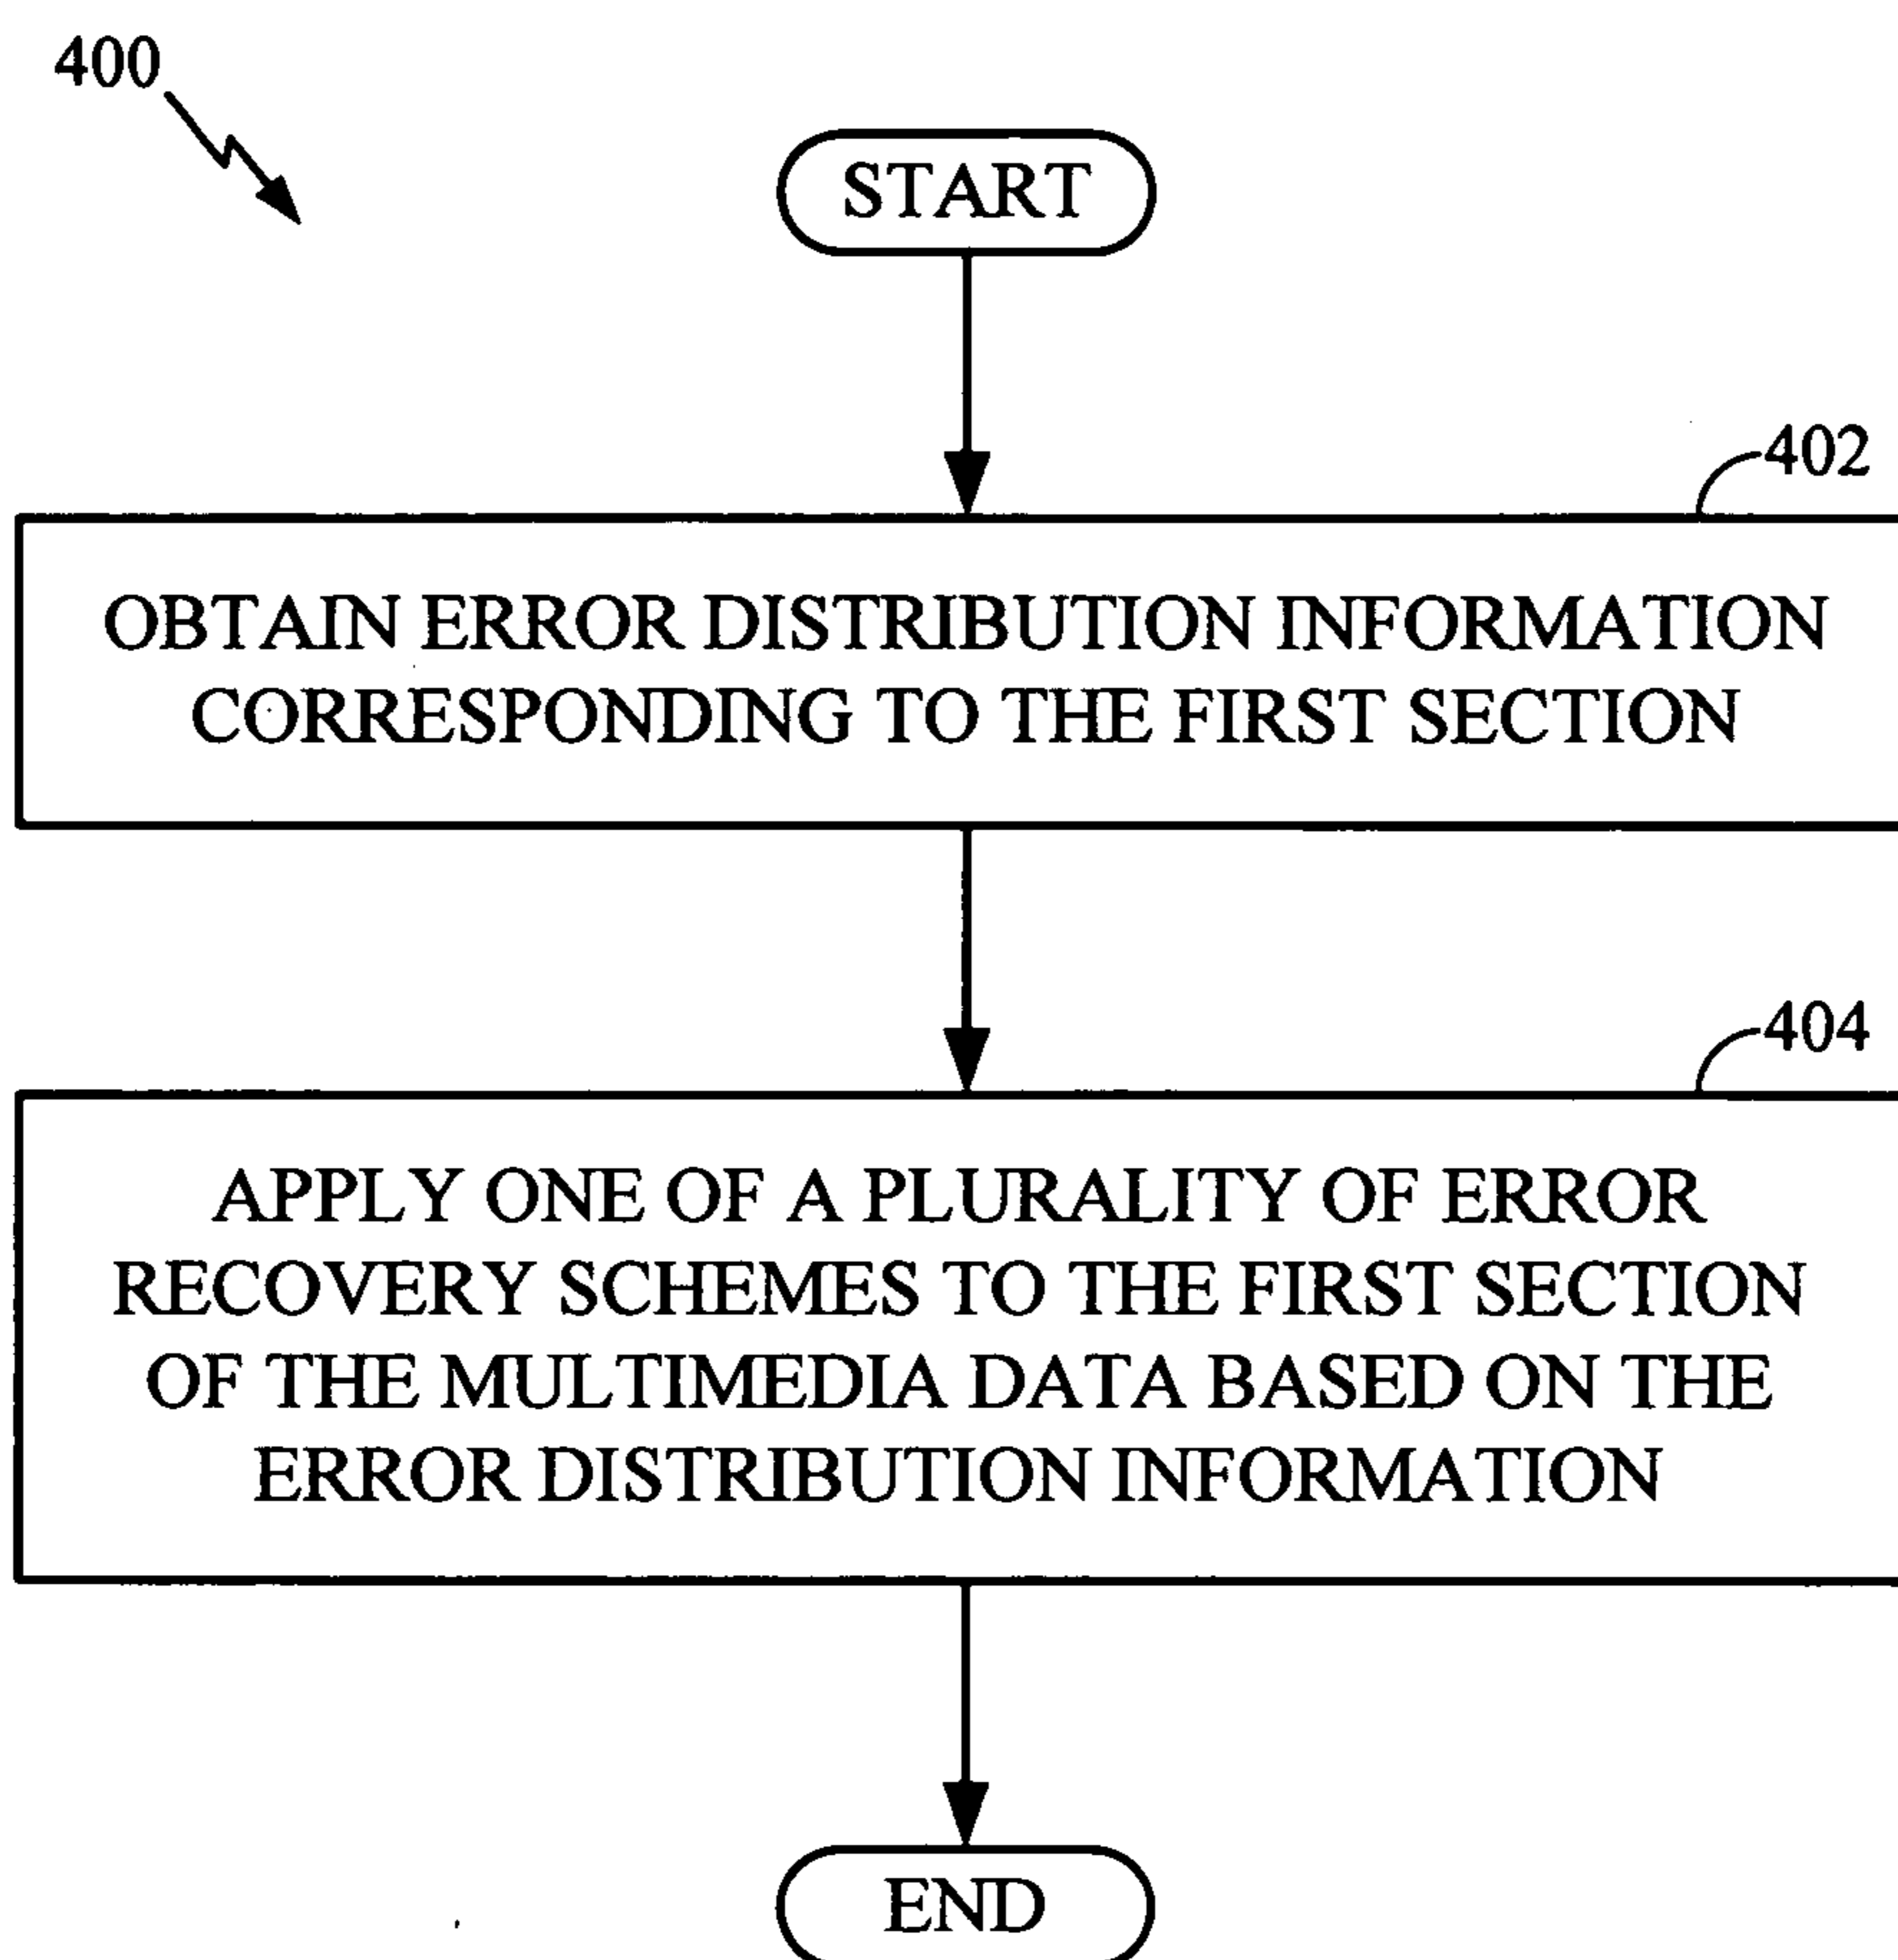 400
START
402
OBTAIN ERROR DISTRIBUTION INFORMATION
CORRESPONDING TO THE FIRST SECTION
404
APPLY ONE OF A PLURALITY OF ERROR
RECOVERY SCHEMES TO THE FIRST SECTION
OF THE MULTIMEDIA DATA BASED ON THE
ERROR DISTRIBUTION INFORMATION
END